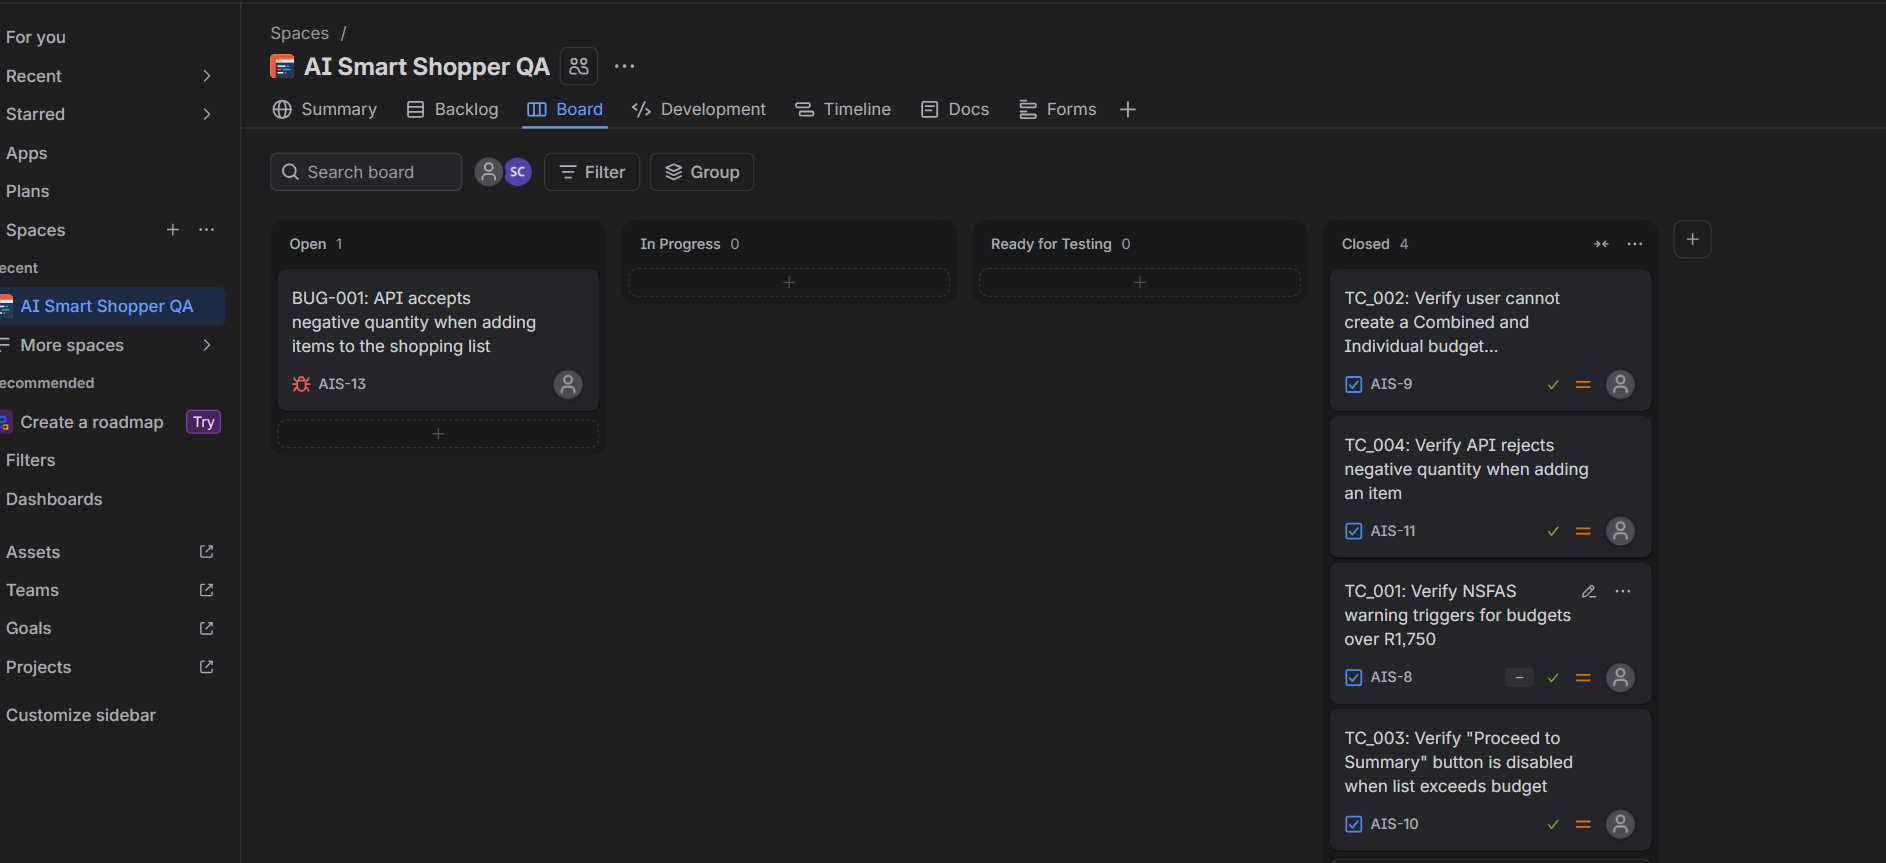 For you
Recent
Starred
Apps
Plans
Spaces
ecent
AI Smart Shopper QA
More spaces
ecommended
Create a roadmap Try
Filters
Dashboards
Assets
Teams
Goals
Projects
Customize sidebar
Spaces /
AI Smart Shopper QA
Summary Backlog Board Development Timeline Docs Forms
Search board SC Filter Group
Open 1
BUG-001: API accepts
negative quantity when adding
items to the shopping list
AIS-13
In Progress 0
Ready for Testing 0
Closed 4
TC_002: Verify user cannot
create a Combined and
Individual budget...
AIS-9
TC_004: Verify API rejects
negative quantity when adding
an item
AIS-11
TC_001: Verify NSFAS
warning triggers for budgets
over R1,750
AIS-8 –
TC_003: Verify "Proceed to
Summary" button is disabled
when list exceeds budget
AIS-10